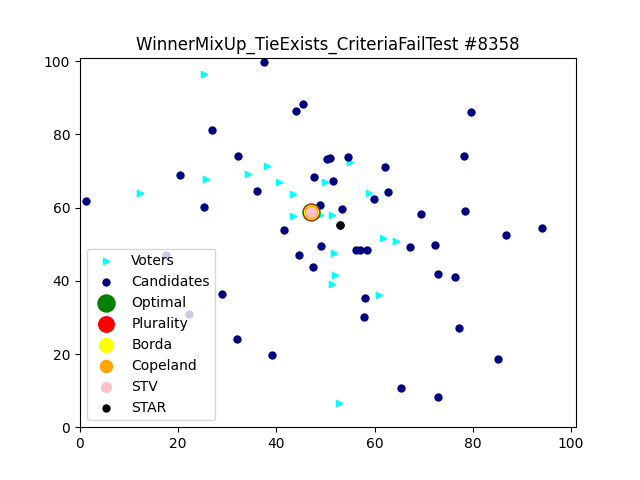 WinnerMixUp_TieExists_CriteriaFailTest #8358
100
80
60
40
20
0
Voters
Candidates
Optimal
Plurality
Borda
Copeland
STV
STAR
0 20 40 60 80 100